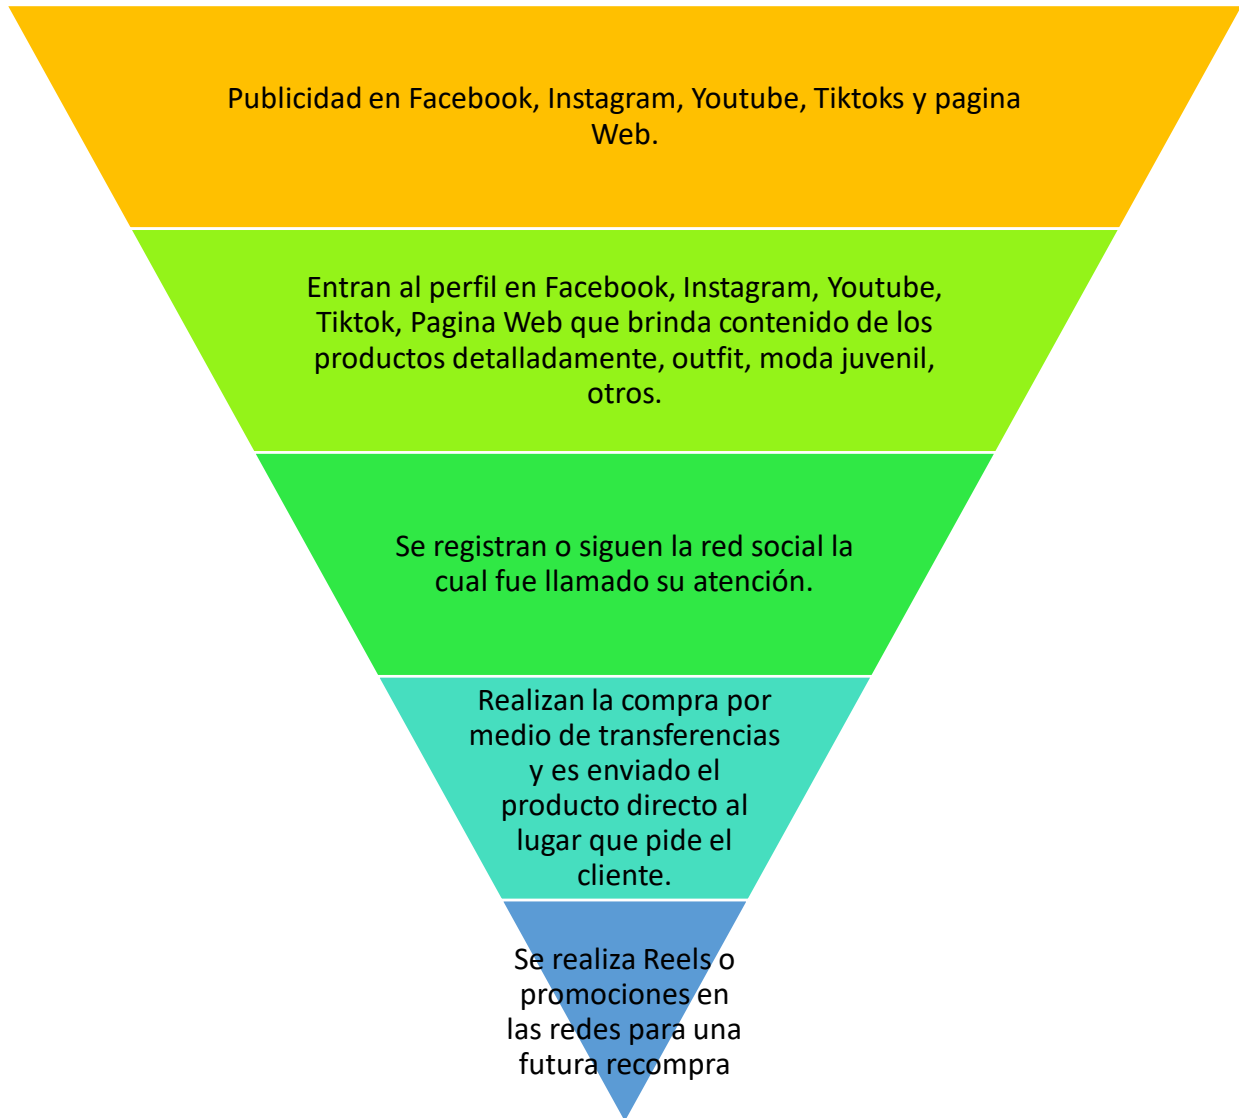 Publicidad en Facebook, Instagram, Youtube, Tiktoks y pagina
Web.
Entran al perfil en Facebook, Instagram, Youtube,
Tiktok, Pagina Web que brinda contenido de los
productos detalladamente, outfit, moda juvenil,
otros.
Se registran o siguen la red social la
cual fue llamado su atención.
Realizan la compra por
medio de transferencias
y es enviado el
producto directo al
lugar que pide el
cliente.
Se realiza Reels o
promociones en
las redes para una
futura recompra